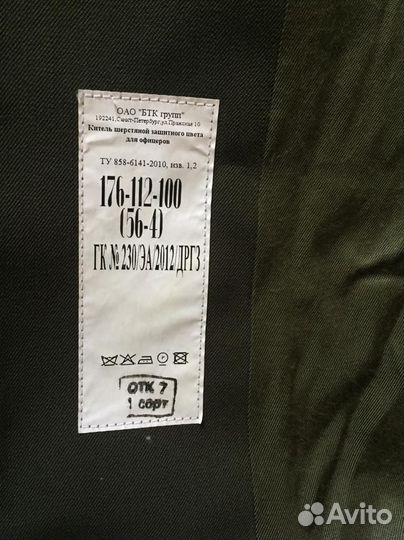 ОАО "БТК групп"
192241,Санкт-Петербург,ул.Пражская 10
Китель шерстяной защитного цвета
для офицеров
ТУ 858-6141-2010, изв. 1,2
176-112-100
(56-4)
ГК № 230/ЭА/2012/ДРГЗ
ОТК 7
1 сорт
Avito